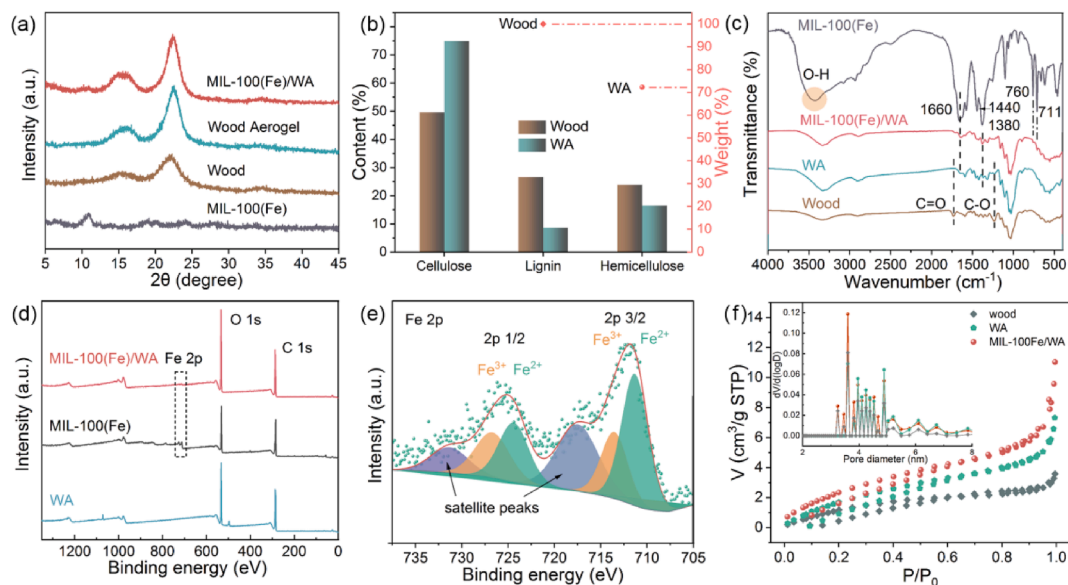 (a)
Intensity (a.u.)
MIL-100(Fe)/WA
Wood Aerogel
Wood
MIL-100(Fe)
5 10 15 20 25 30 35 40 45
2θ (degree)
(b)
Content (%)
80
70
60
50
40
30
20
10
0
Wood
WA
Wood
WA
Cellulose Lignin Hemicellulose
100
90
80
70
60
50
40
30
20
10
0
Weight (%)
(c)
Transmittance (%)
MIL-100(Fe)
O-H
760
1660
1440
711
1380
MIL-100(Fe)/WA
WA
C=O C-O
Wood
4000 3500 3000 2500 2000 1500 1000 500
Wavenumber (cm⁻¹)
(d)
Intensity (a.u.)
O 1s
C 1s
MIL-100(Fe)/WA Fe 2p
MIL-100(Fe)
WA
1200 1000 800 600 400 200 0
Binding energy (eV)
(e)
Intensity (a.u.)
Fe 2p
2p 1/2
2p 3/2
Fe³⁺ Fe²⁺
Fe³⁺ Fe²⁺
satellite peaks
735 730 725 720 715 710 705
Binding energy (eV)
(f)
V (cm³/g STP)
14
12
10
8
6
4
2
0
dV/d(logD)
0.12
0.09
0.06
0.03
0.00
2 4 6 8
Pore diameter (nm)
wood
WA
MIL-100Fe/WA
0.0 0.2 0.4 0.6 0.8 1.0
P/P₀